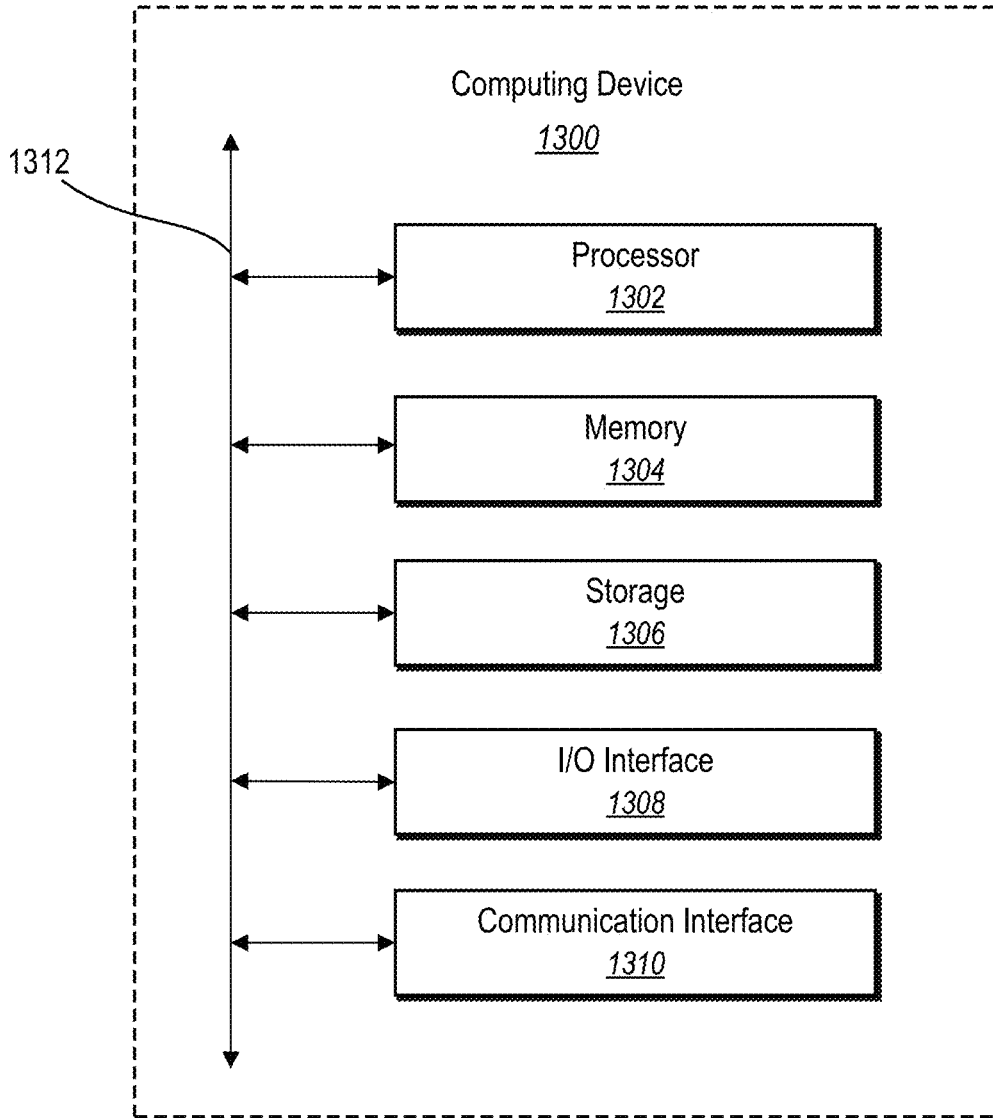 Computing Device
1300
1312
Processor
1302
Memory
1304
Storage
1306
I/O Interface
1308
Communication Interface
1310